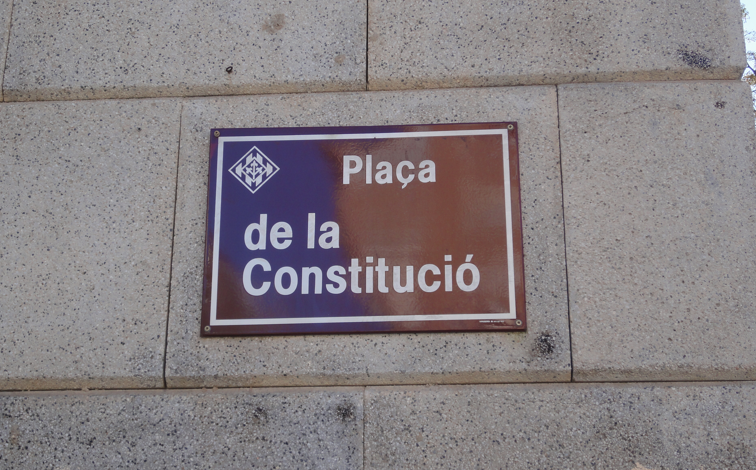 Plaça
de la
Constitució